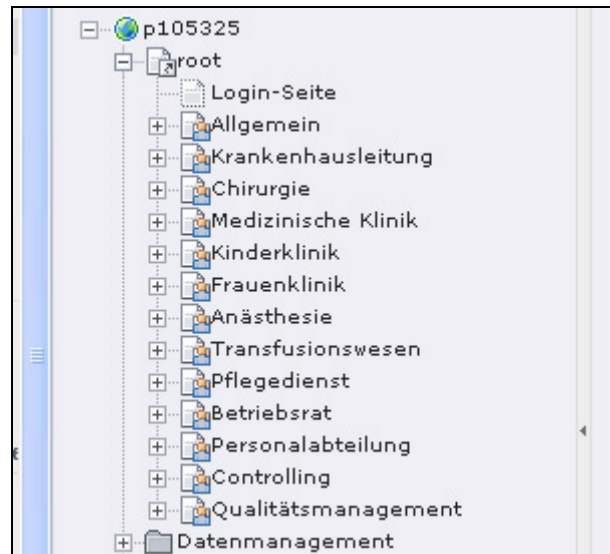 p105325
root
Login-Seite
Allgemein
Krankenhausleitung
Chirurgie
Medizinische Klinik
Kinderklinik
Frauenklinik
Anästhesie
Transfusionswesen
Pflegedienst
Betriebsrat
Personalabteilung
Controlling
Qualitätsmanagement
Datenmanagement